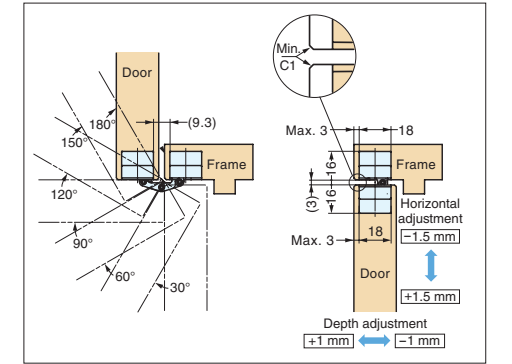 Min.
C1
Door
180°
(9.3)
150°
Frame
120°
90°
60°
30°
Max. 3
18
16
Frame
(3)
16
Horizontal
adjustment
−1.5 mm
Max. 3
18
Door
+1.5 mm
Depth adjustment
+1 mm
−1 mm